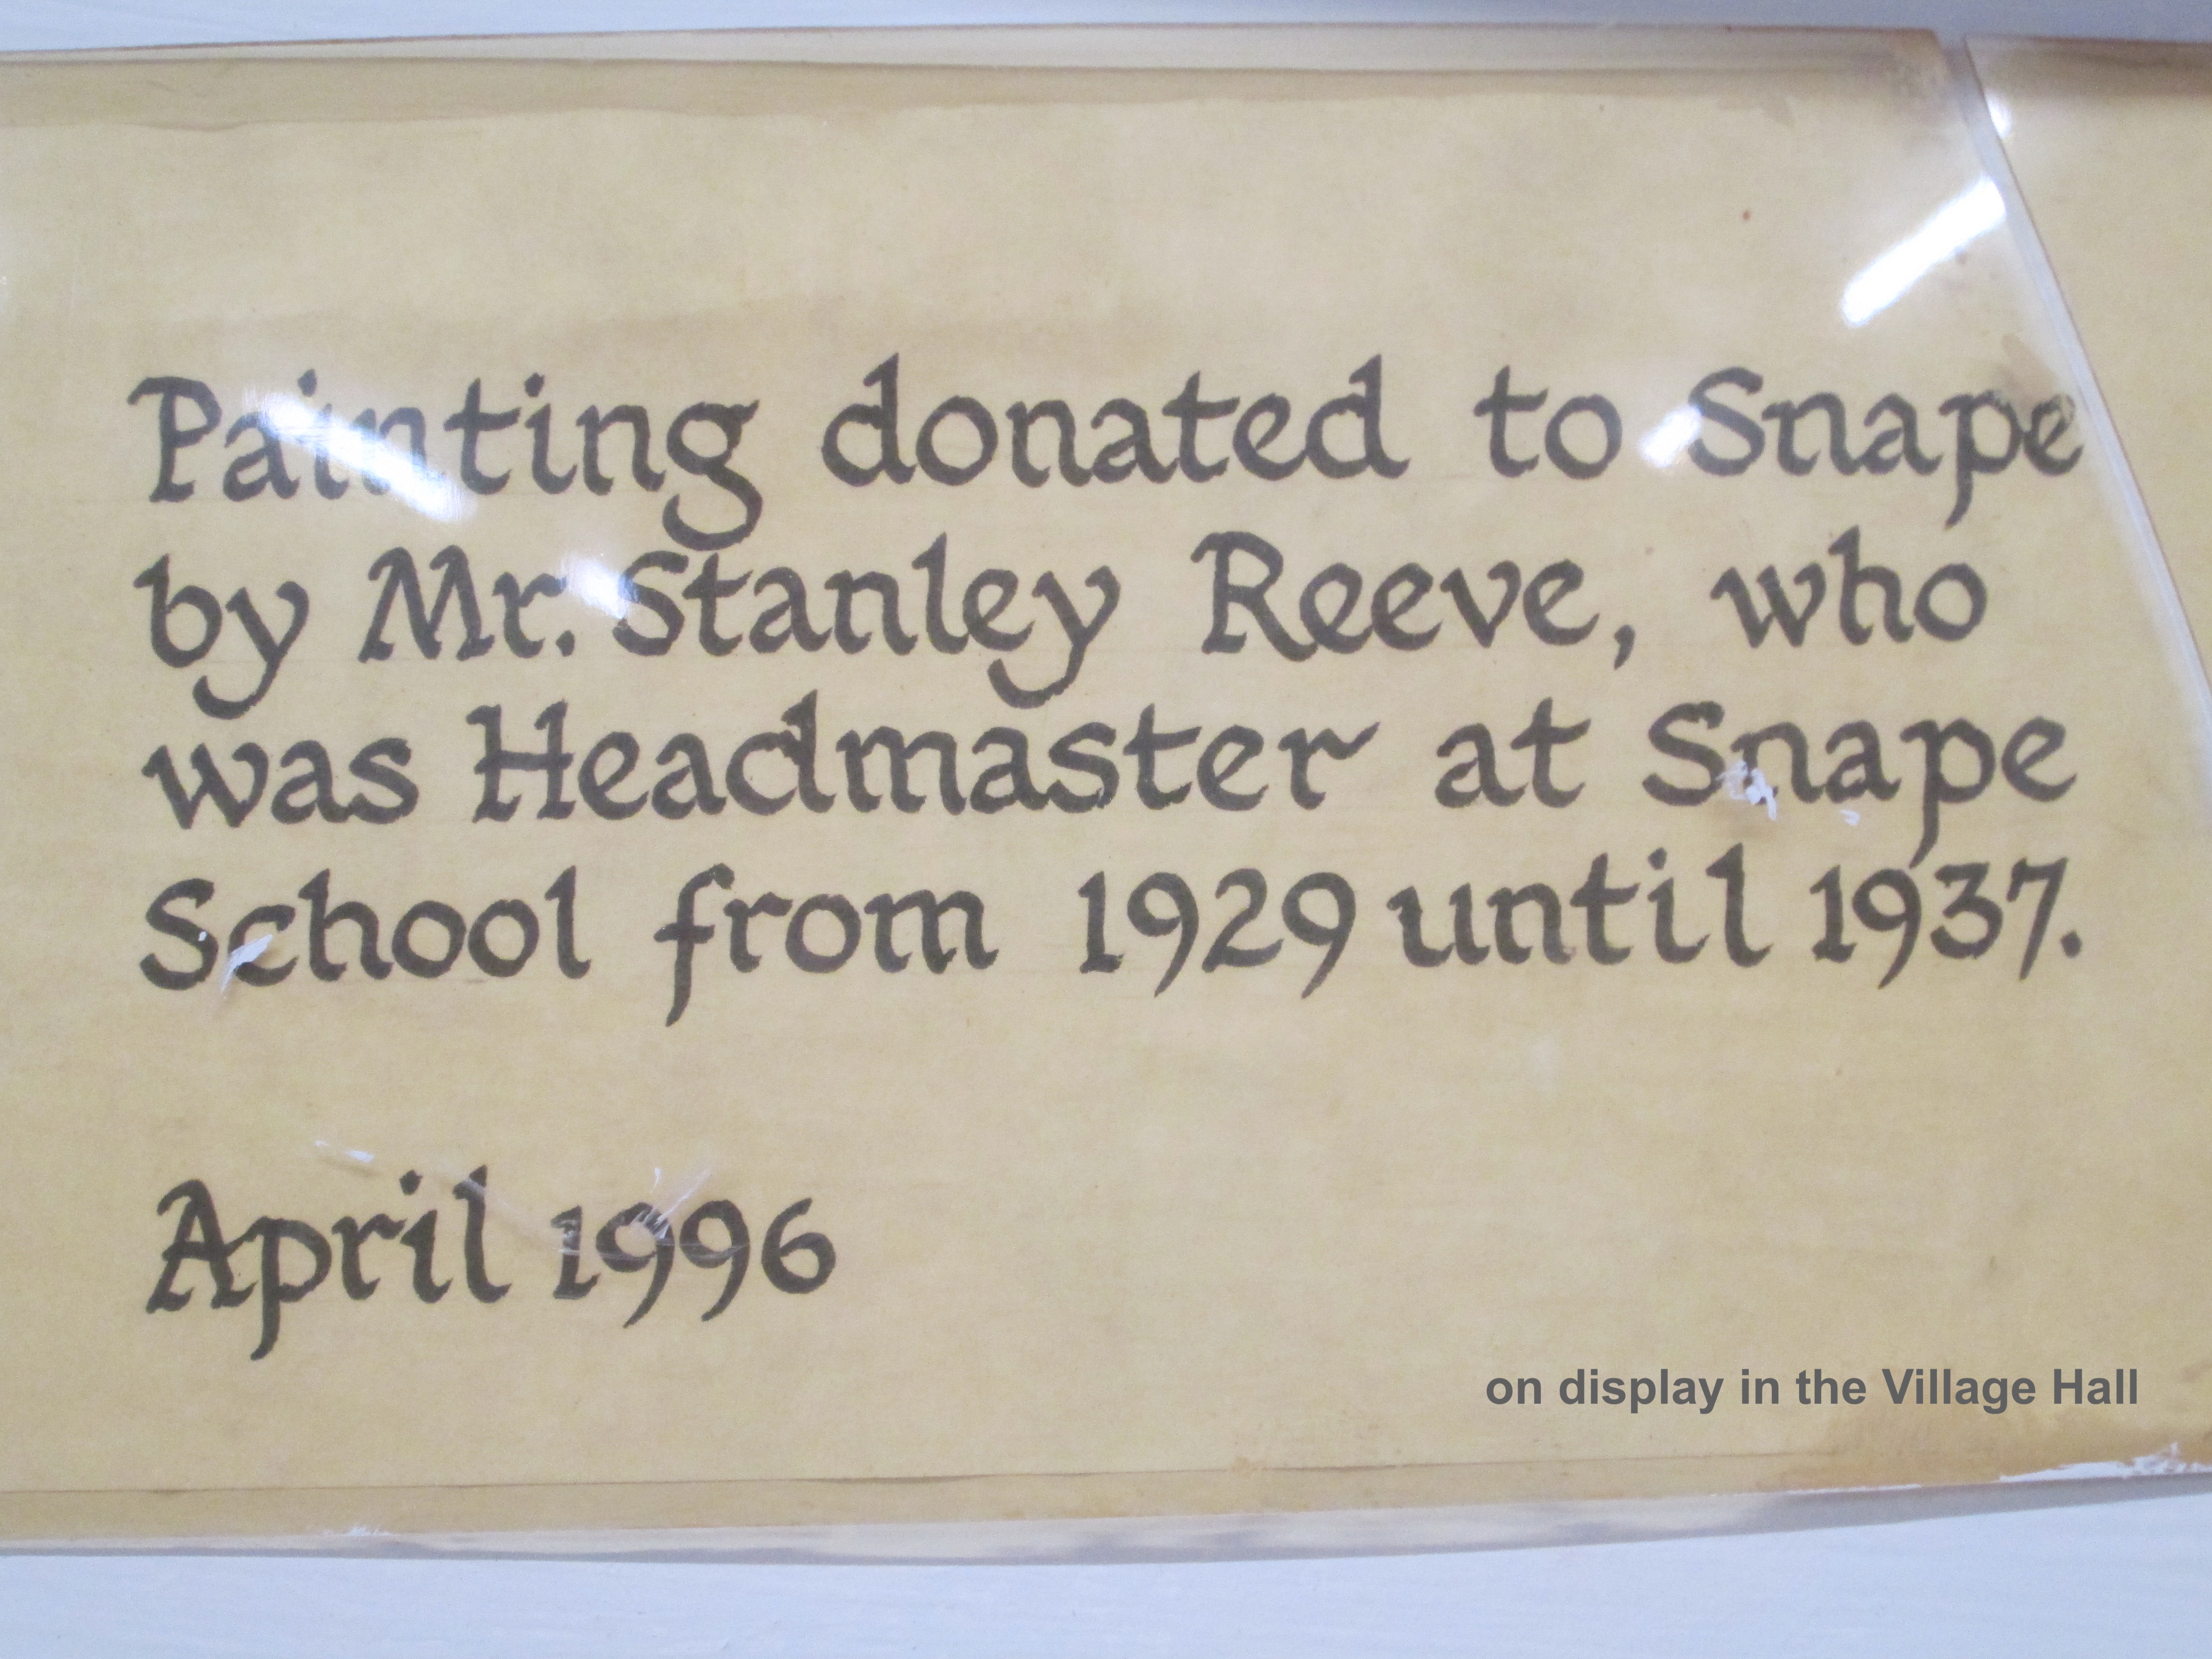 Painting donated to Snape
by Mr. Stanley Reeve, who
was Headmaster at Snape
School from 1929 until 1937.
April 1996
on display in the Village Hall